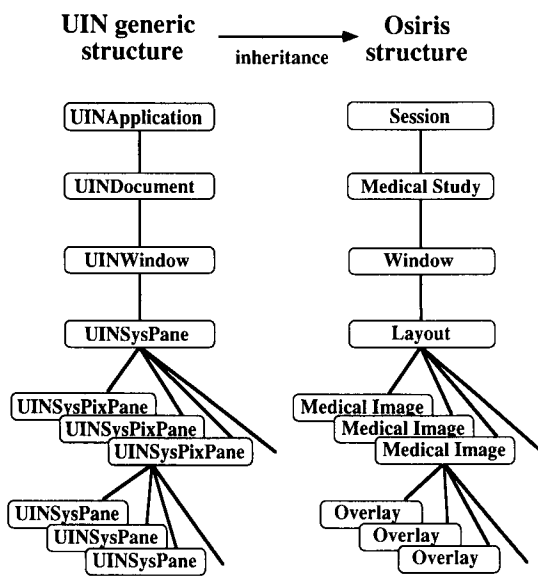 UIN generic
structure
inheritance
Osiris
structure
UINApplication
Session
UINDocument
Medical Study
UINWindow
Window
UINSysPane
Layout
UINSysPixPane
UINSysPixPane
UINSysPixPane
Medical Image
Medical Image
Medical Image
UINSysPane
UINSysPane
UINSysPane
Overlay
Overlay
Overlay